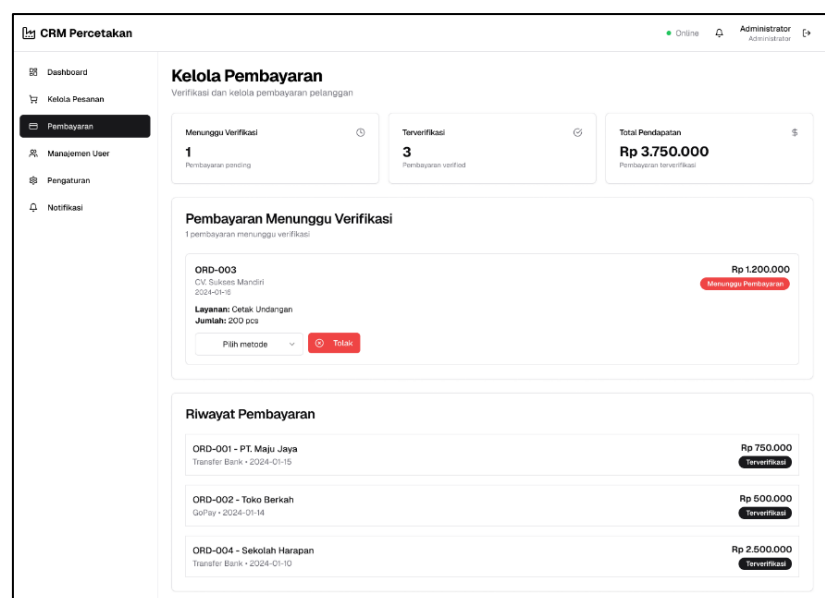 CRM Percetakan
Online
Administrator
Administrator
Dashboard
Kelola Pesanan
Pembayaran
Manajemen User
Pengaturan
Notifikasi
Kelola Pembayaran
Verifikasi dan kelola pembayaran pelanggan
Menunggu Verifikasi
1
Pembayaran pending
Terverifikasi
3
Pembayaran verified
Total Pendapatan
$
Rp 3.750.000
Pembayaran terverifikasi
Pembayaran Menunggu Verifikasi
1 pembayaran menunggu verifikasi
ORD-003
Rp 1.200.000
CV. Sukses Mandiri
Menunggu Pembayaran
2024-01-15
Layanan: Cetak Undangan
Jumlah: 200 pcs
Pilih metode
Tolak
Riwayat Pembayaran
ORD-001 - PT. Maju Jaya
Rp 750.000
Transfer Bank • 2024-01-15
Terverifikasi
ORD-002 - Toko Berkah
Rp 500.000
GoPay • 2024-01-14
Terverifikasi
ORD-004 - Sekolah Harapan
Rp 2.500.000
Transfer Bank • 2024-01-10
Terverifikasi